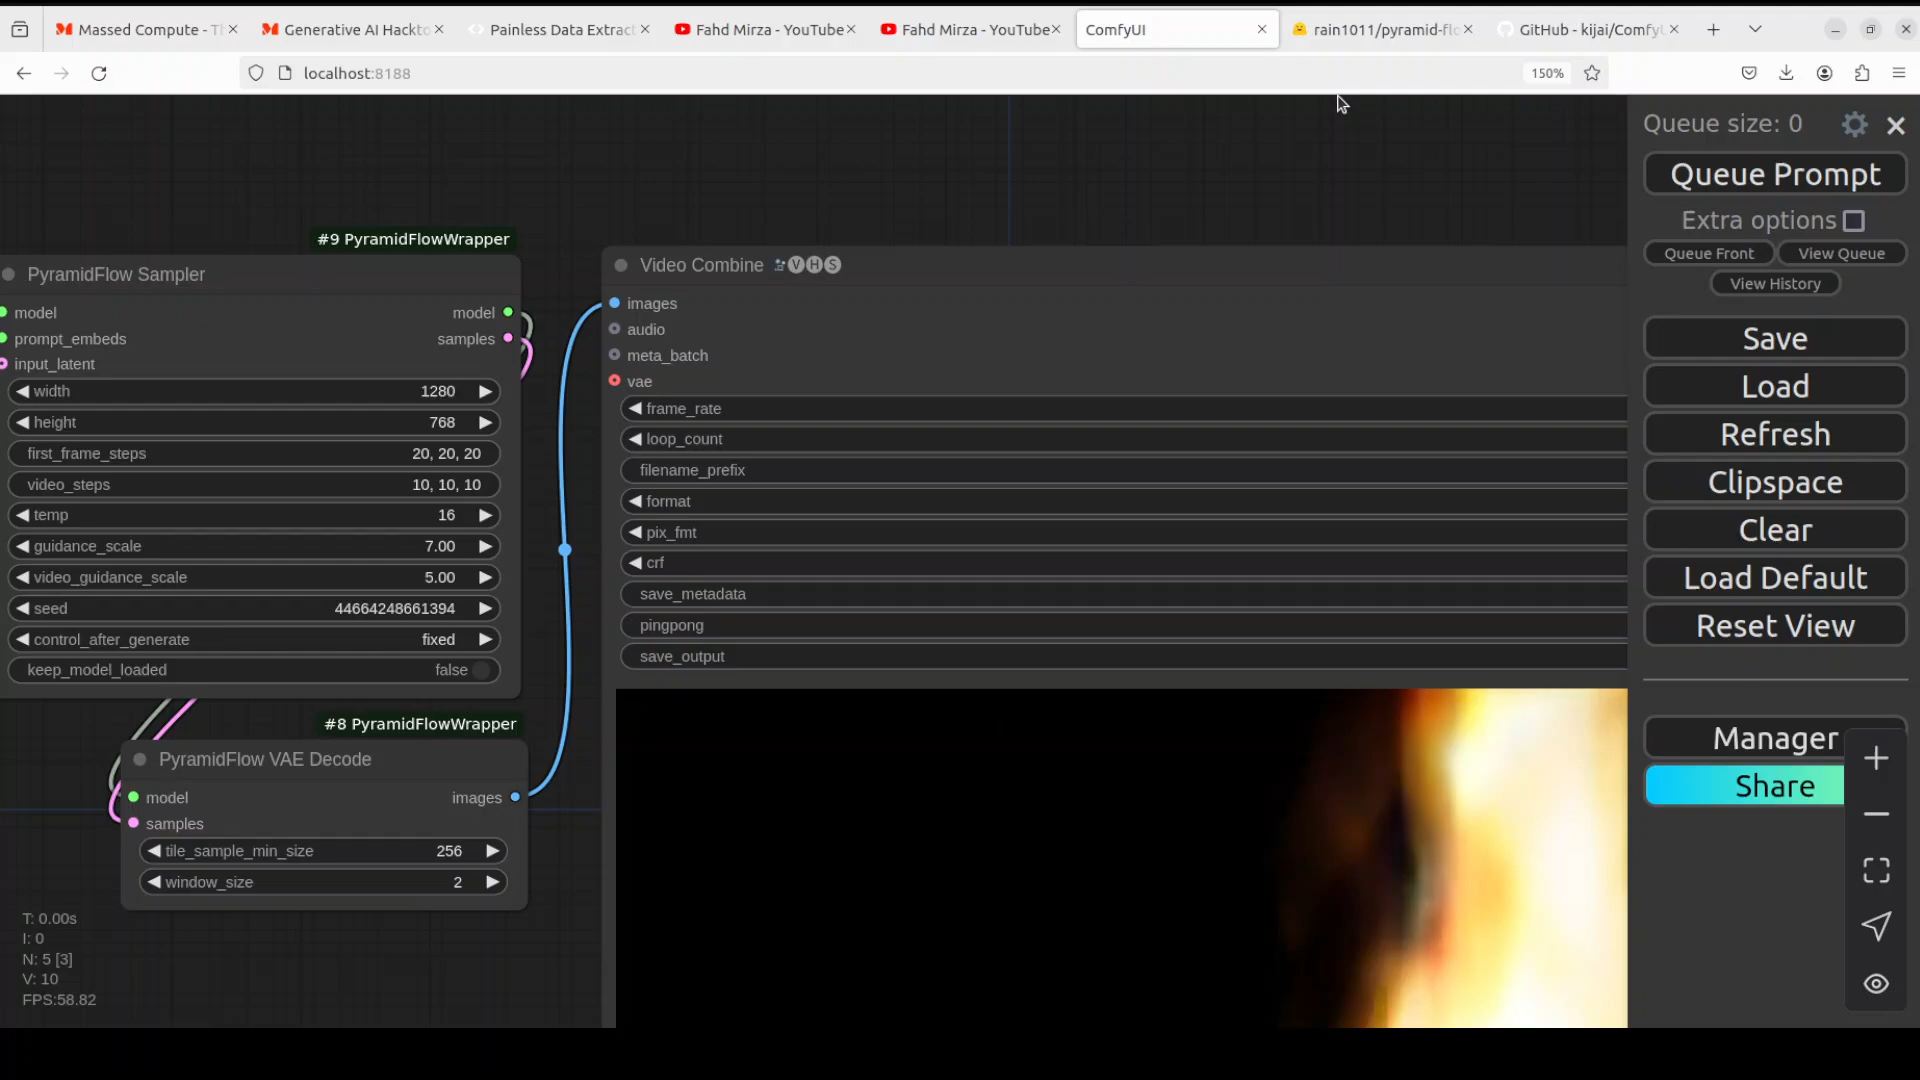 Massed Compute - Th
Generative AI Hackto
Painless Data Extract
Fahd Mirza - YouTube
Fahd Mirza - YouTube
ComfyUI
rain1011/pyramid-flo
GitHub - kijai/ComfyU
localhost:8188
150%
Queue size: 0
Queue Prompt
Extra options
Queue Front
View Queue
View History
Save
Load
Refresh
Clipspace
Clear
Load Default
Reset View
Manager
Share
#9 PyramidFlowWrapper
PyramidFlow Sampler
model
model
prompt_embeds
samples
input_latent
width 1280
height 768
first_frame_steps 20, 20, 20
video_steps 10, 10, 10
temp 16
guidance_scale 7.00
video_guidance_scale 5.00
seed 44664248661394
control_after_generate fixed
keep_model_loaded false
#8 PyramidFlowWrapper
PyramidFlow VAE Decode
model
images
samples
tile_sample_min_size 256
window_size 2
Video Combine VHS
images
audio
meta_batch
vae
frame_rate
loop_count
filename_prefix
format
pix_fmt
crf
save_metadata
pingpong
save_output
T: 0.00s
I: 0
N: 5 [3]
V: 10
FPS:58.82